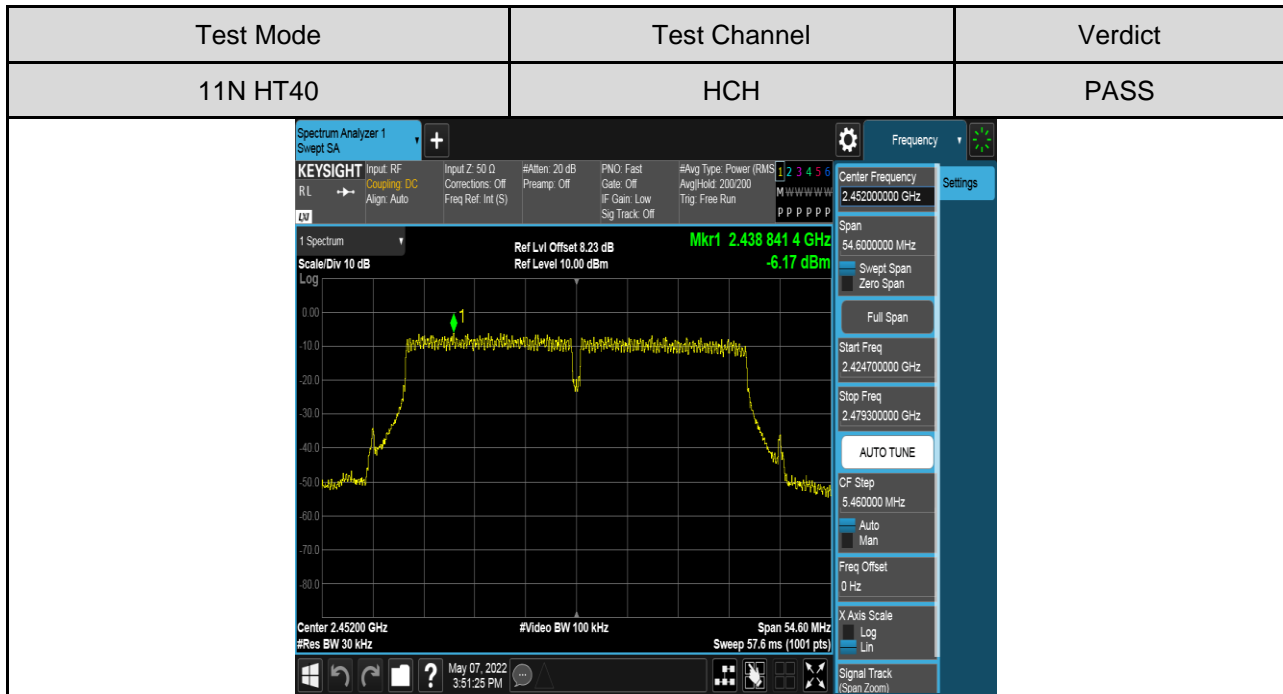 Test Mode Test Channel Verdict
11N HT40 HCH PASS
Spectrum Analyzer 1
Swept SA
+
Frequency
KEYSIGHT
RL
LXI
Input: RF
Coupling: DC
Align: Auto
Input Z: 50 Ω
Corrections: Off
Freq Ref: Int (S)
#Atten: 20 dB
Preamp: Off
PNO: Fast
Gate: Off
IF Gain: Low
Sig Track: Off
#Avg Type: Power (RMS
Avg|Hold: 200/200
Trig: Free Run
1 2 3 4 5 6
M W W W W W
P P P P P P
1 Spectrum
Scale/Div 10 dB
Log
Ref Lvl Offset 8.23 dB
Ref Level 10.00 dBm
Mkr1 2.438 841 4 GHz
-6.17 dBm
1
0.00
-10.0
-20.0
-30.0
-40.0
-50.0
-60.0
-70.0
-80.0
Center 2.45200 GHz
#Res BW 30 kHz
#Video BW 100 kHz
Span 54.60 MHz
Sweep 57.6 ms (1001 pts)
Center Frequency
2.452000000 GHz
Span
54.6000000 MHz
Swept Span
Zero Span
Full Span
Start Freq
2.424700000 GHz
Stop Freq
2.479300000 GHz
AUTO TUNE
CF Step
5.460000 MHz
Auto
Man
Freq Offset
0 Hz
X Axis Scale
Log
Lin
Signal Track
(Span Zoom)
Settings
?
May 07, 2022
3:51:25 PM